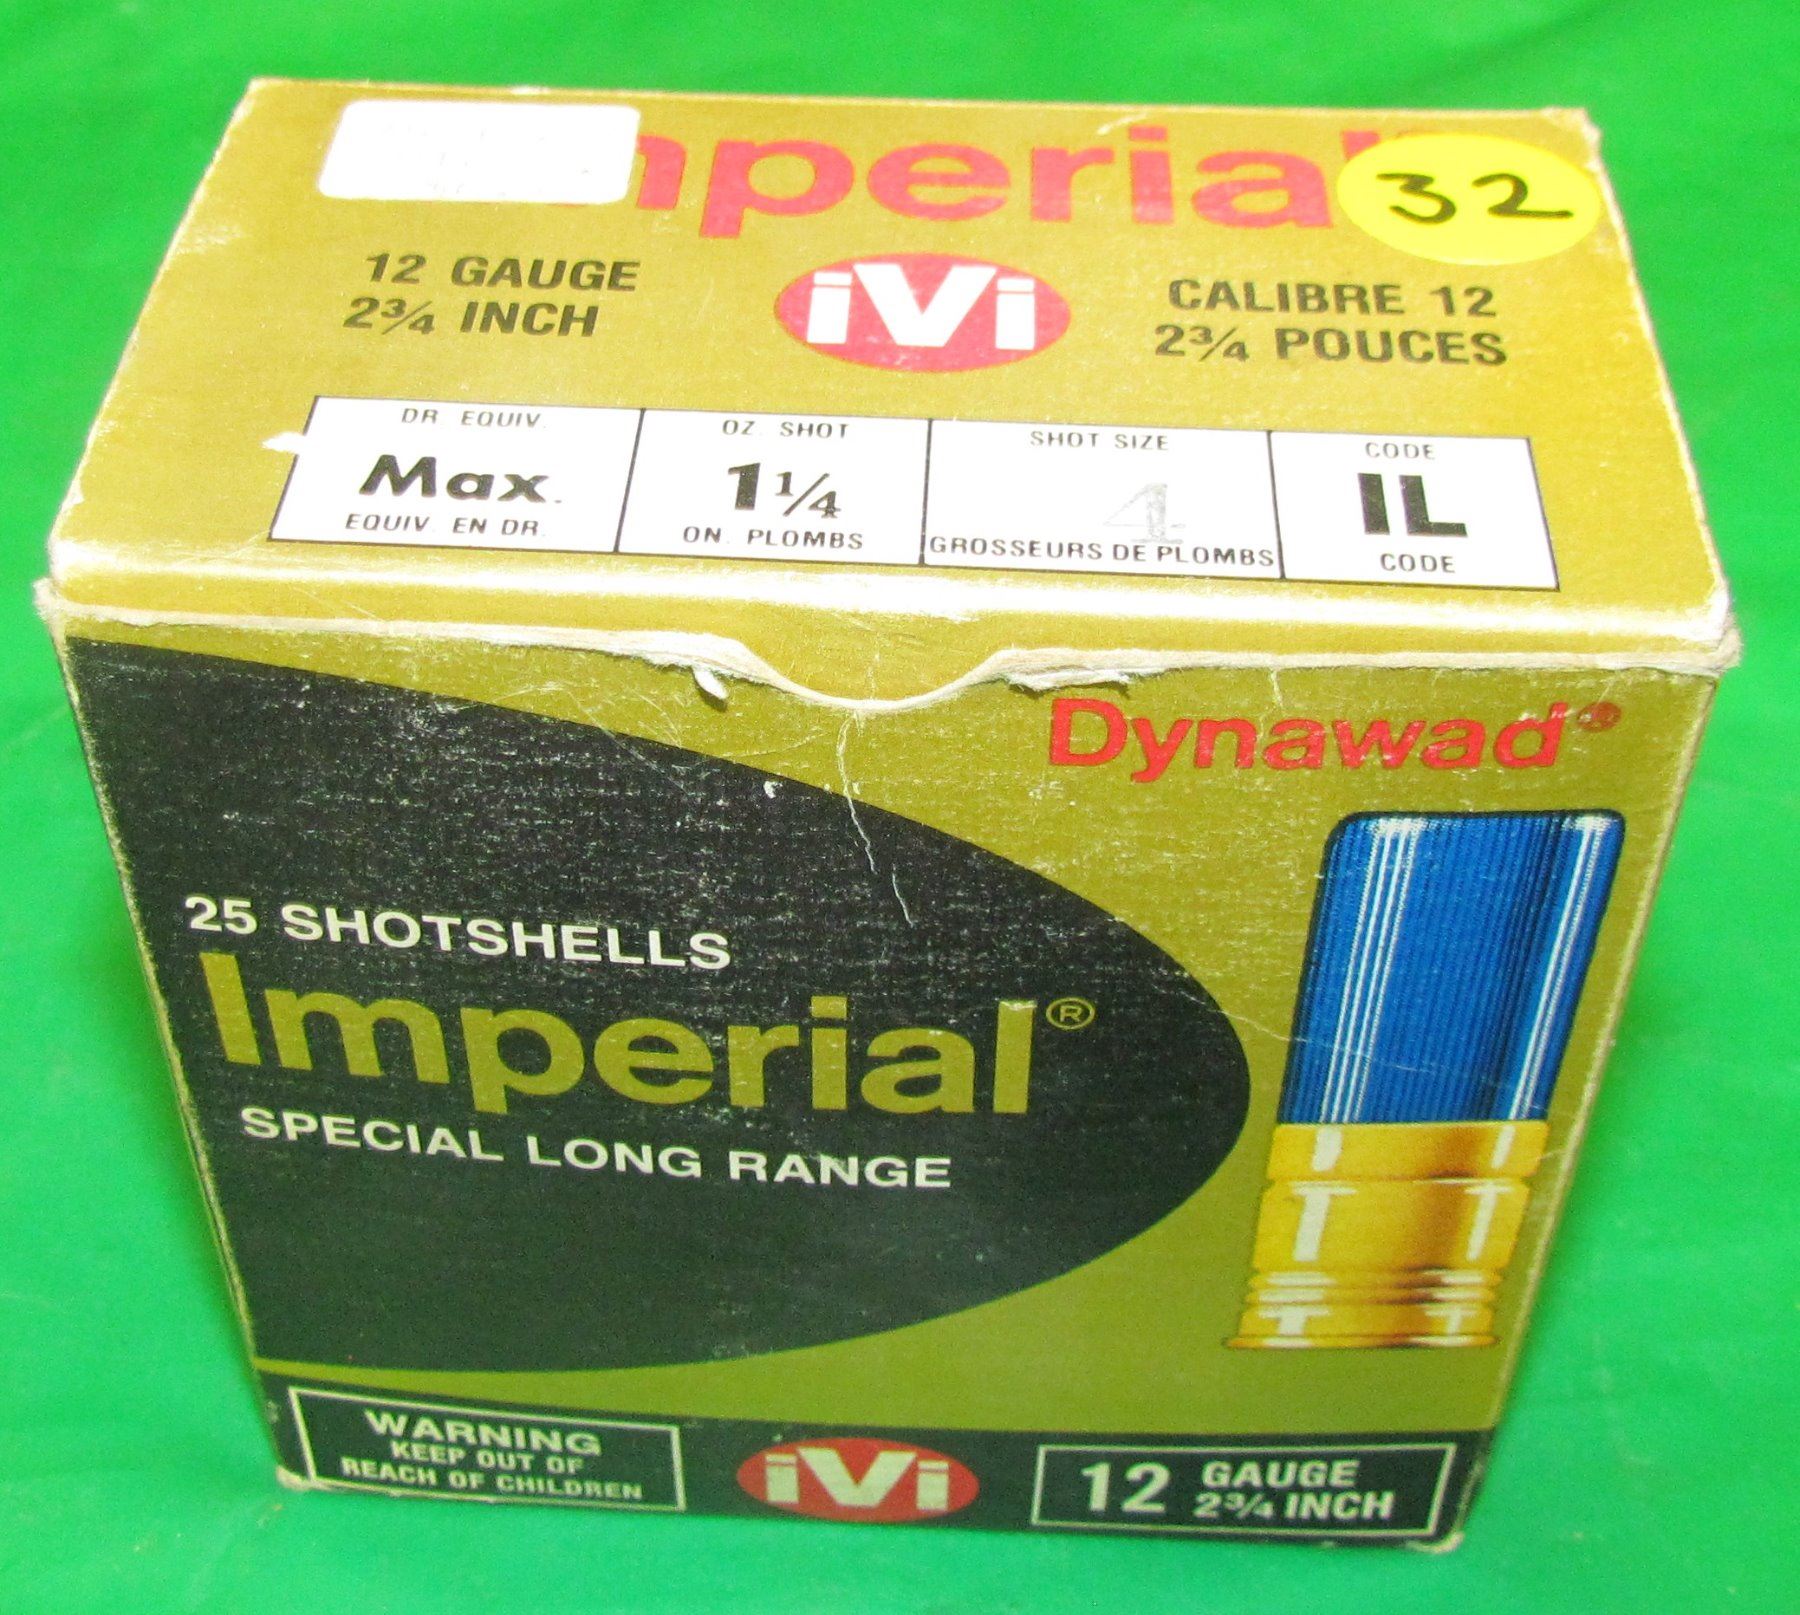 Imperial
32
12 GAUGE
2¾ INCH
iVi
CALIBRE 12
2¾ POUCES
DR. EQUIV.
Max.
EQUIV. EN DR.
OZ. SHOT
1 1/4
ON. PLOMBS
SHOT SIZE
4
GROSSEURS DE PLOMBS
CODE
IL
CODE
Dynawad®
25 SHOTSHELLS
Imperial®
SPECIAL LONG RANGE
WARNING
KEEP OUT OF
REACH OF CHILDREN
iVi
12 GAUGE
2¾ INCH